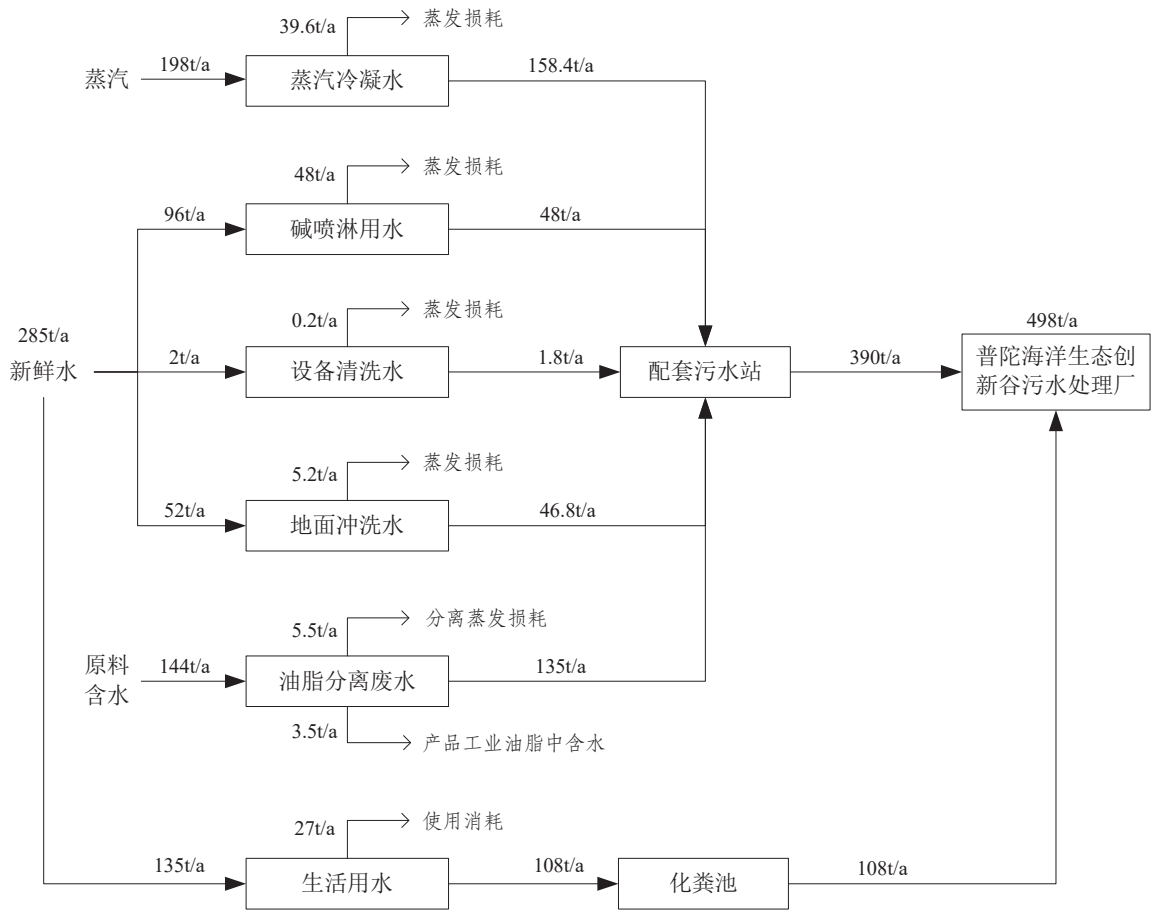 39.6t/a
蒸发损耗
蒸汽
198t/a
蒸汽冷凝水
158.4t/a
48t/a
蒸发损耗
96t/a
碱喷淋用水
48t/a
0.2t/a
蒸发损耗
285t/a
新鲜水
2t/a
设备清洗水
1.8t/a
配套污水站
390t/a
498t/a
普陀海洋生态创
新谷污水处理厂
5.2t/a
蒸发损耗
52t/a
地面冲洗水
46.8t/a
5.5t/a
分离蒸发损耗
原料
含水
144t/a
油脂分离废水
135t/a
3.5t/a
产品工业油脂中含水
27t/a
使用消耗
135t/a
生活用水
108t/a
化粪池
108t/a